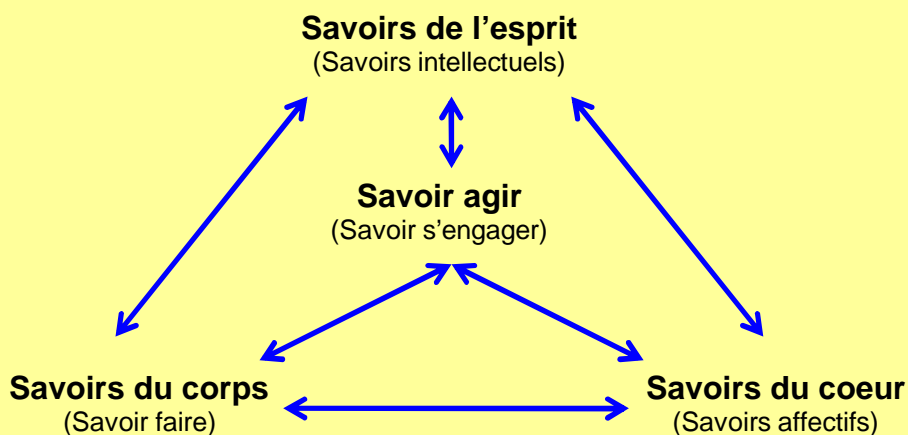 Savoirs de l’esprit
(Savoirs intellectuels)
Savoir agir
(Savoir s’engager)
Savoirs du corps
(Savoir faire)
Savoirs du coeur
(Savoirs affectifs)